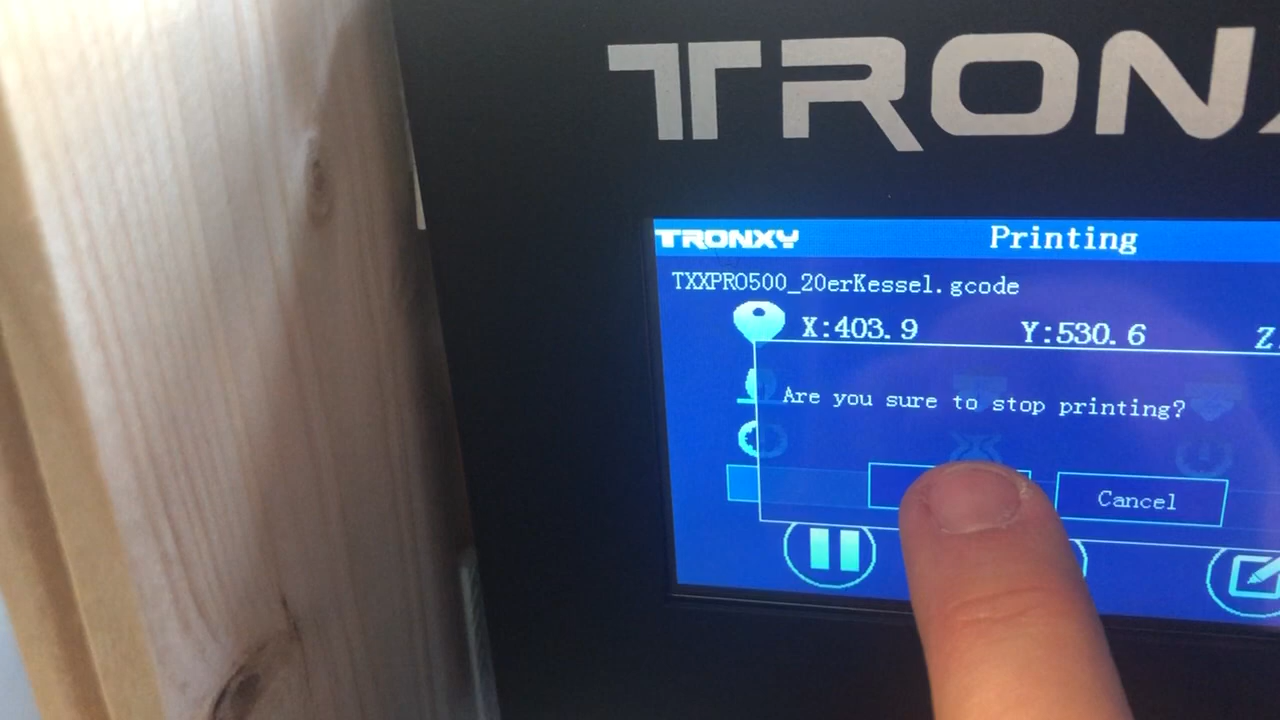 TRON
TRONXY Printing
TXXPRO500_20erKessel.gcode
X:403.9 Y:530.6 Z
Are you sure to stop printing?
Cancel